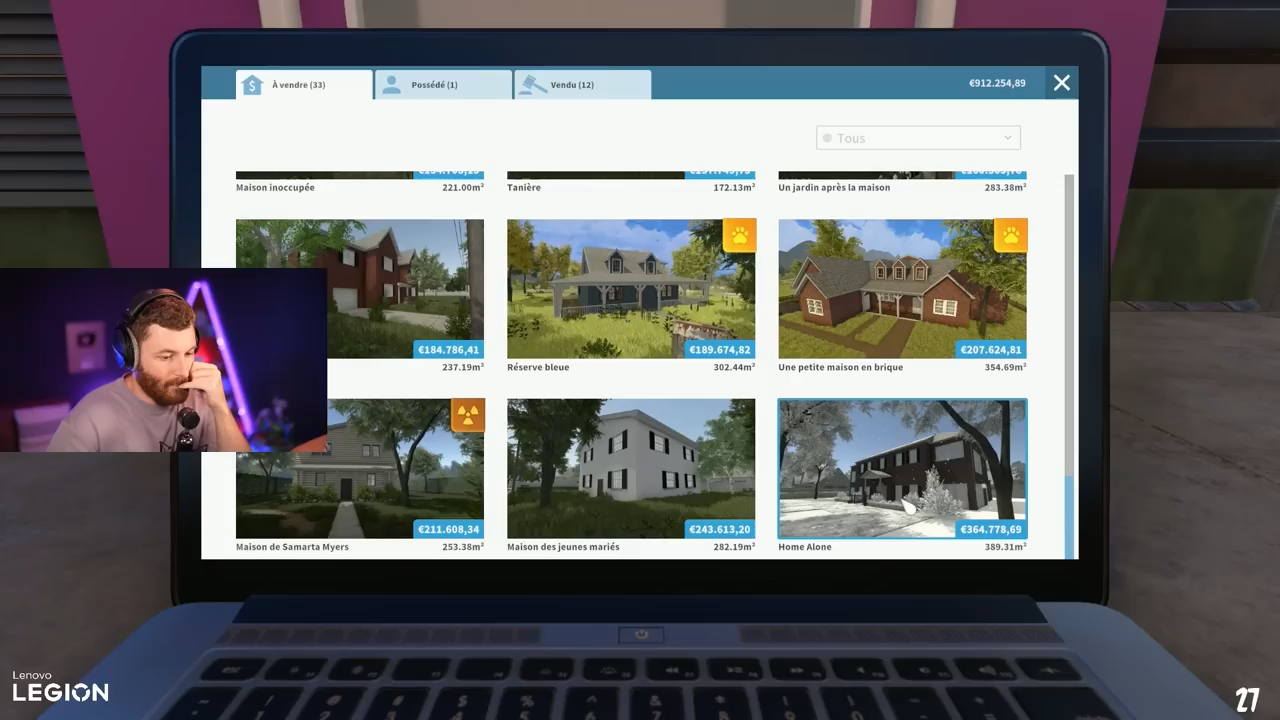 À vendre (33)
Possédé (1)
Vendu (12)
€912.254,89
Tous
Maison inoccupée
221.00m²
Tanière
172.13m²
Un jardin après la maison
283.38m²
€184.786,41
237.19m²
€189.674,82
Réserve bleue
302.44m²
€207.624,81
Une petite maison en brique
354.69m²
€211.608,34
Maison de Samarta Myers
253.38m²
€243.613,20
Maison des jeunes mariés
282.19m²
€364.778,69
Home Alone
389.31m²
Lenovo
LEGION
27